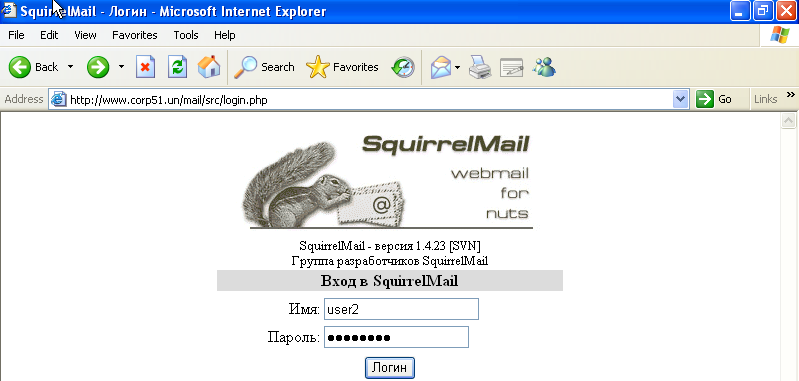 SquirrelMail - Логин - Microsoft Internet Explorer
File Edit View Favorites Tools Help
Back Search Favorites
Address http://www.corp51.un/mail/src/login.php Go Links »
SquirrelMail
webmail
for
nuts
@
SquirrelMail - версия 1.4.23 [SVN]
Группа разработчиков SquirrelMail
Вход в SquirrelMail
Имя: user2
Пароль: ●●●●●●●●
Логин